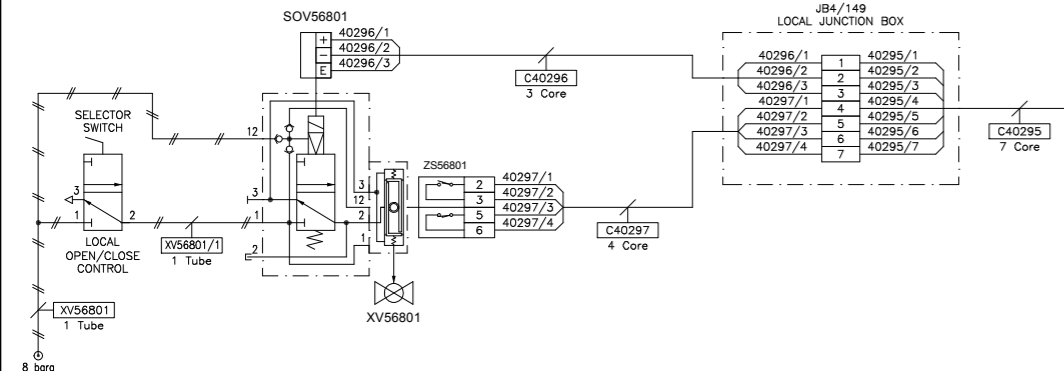 SOV56801
+
−
E
40296/1
40296/2
40296/3
C40296
3 Core
JB4/149
LOCAL JUNCTION BOX
40296/1 1 40295/1
40296/2 2 40295/2
40296/3 3 40295/3
40297/1 4 40295/4
40297/2 5 40295/5
40297/3 6 40295/6
40297/4 7 40295/7
C40295
7 Core
SELECTOR
SWITCH
3
1
2
LOCAL
OPEN/CLOSE
CONTROL
XV56801/1
1 Tube
XV56801
1 Tube
8 barg
12
3
1
2
3
12
2
1
ZS56801
2 40297/1
3 40297/2
5 40297/3
6 40297/4
C40297
4 Core
XV56801